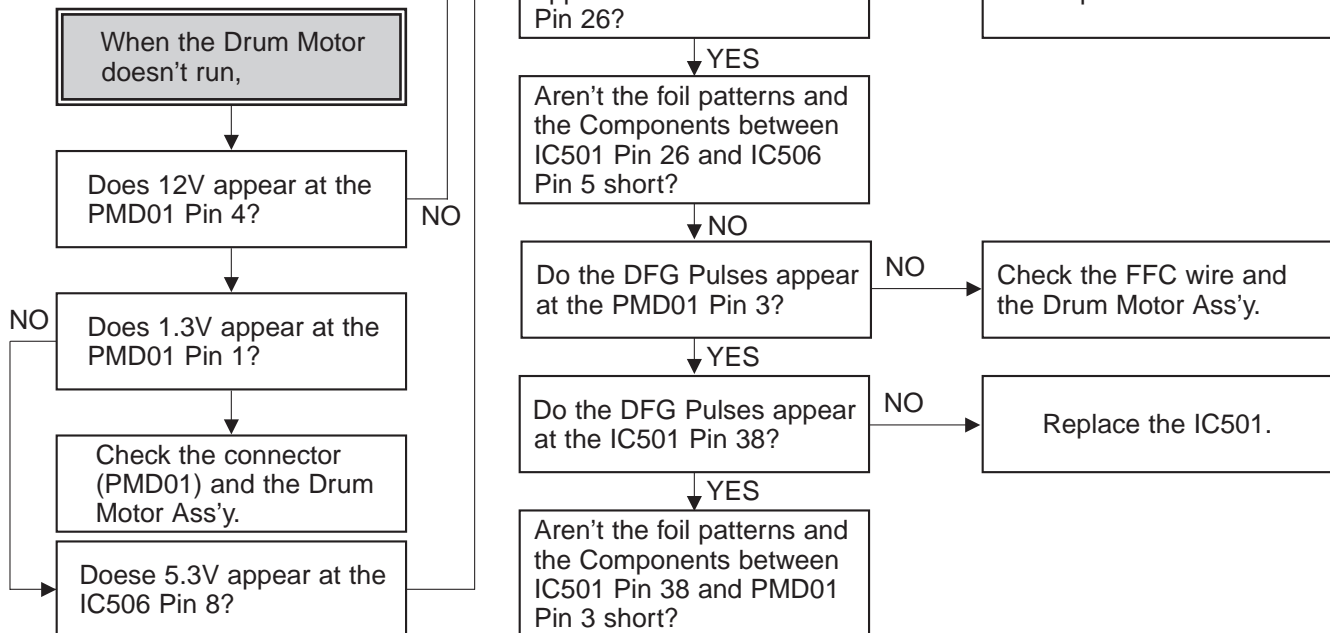 When the Drum Motor
doesn't run,
Does 12V appear at the
PMD01 Pin 4?
NO
Does 1.3V appear at the
PMD01 Pin 1?
NO
Check the connector
(PMD01) and the Drum
Motor Ass'y.
Doese 5.3V appear at the
IC506 Pin 8?
Pin 26?
YES
Aren't the foil patterns and
the Components between
IC501 Pin 26 and IC506
Pin 5 short?
NO
Do the DFG Pulses appear
at the PMD01 Pin 3?
NO
Check the FFC wire and
the Drum Motor Ass'y.
YES
Do the DFG Pulses appear
at the IC501 Pin 38?
NO
Replace the IC501.
YES
Aren't the foil patterns and
the Components between
IC501 Pin 38 and PMD01
Pin 3 short?